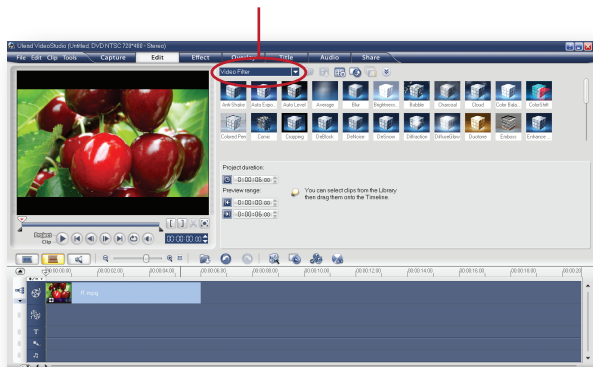 Ulead VideoStudio (Untitled, DVD NTSC 720*480 - Stereo)
File Edit Clip Tools Capture Edit Effect Overlay Title Audio Share
Video Filter
Anti-Shake Auto Expo... Auto Level Average Blur Brightness... Bubble Charcoal Cloud Color Bala... ColorShift
Colored Pen Comic Cropping DeBlock DeNoise DeSnow Diffraction DiffuseGlow Duotone Emboss Enhance...
Project duration:
0:00:06:00
Preview range:
0:00:00:00
0:00:06:00
You can select clips from the Library
then drag them onto the Timeline.
Project
Clip
00:00:00:00
00:00:00.00 00:00:02.00 00:00:04.00 00:00:06.00 00:00:08.00 00:00:10.00 00:00:12.00 00:00:14.00 00:00:16.00 00:00:18.00 00:00:20
T